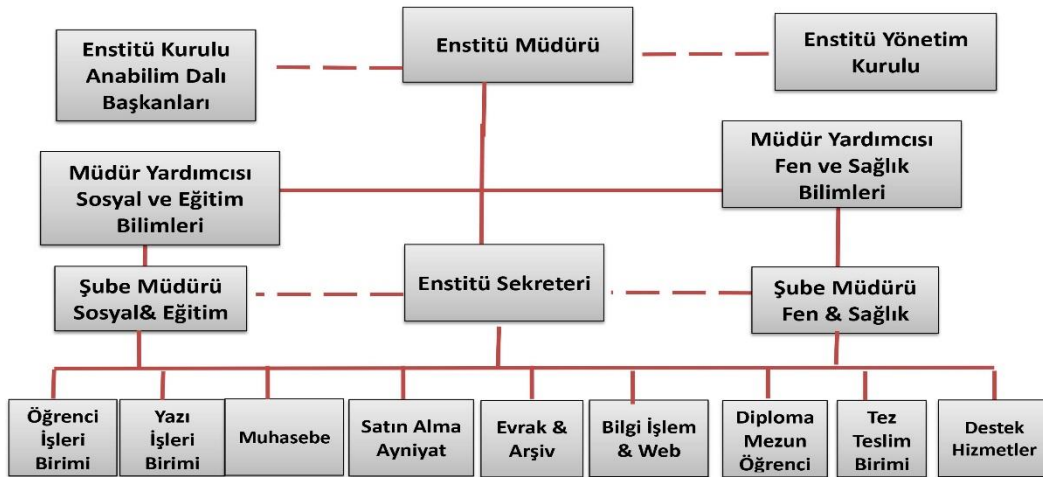 Enstitü Kurulu
Anabilim Dalı
Başkanları
Enstitü Müdürü
Enstitü Yönetim
Kurulu
Müdür Yardımcısı
Sosyal ve Eğitim
Bilimleri
Müdür Yardımcısı
Fen ve Sağlık
Bilimleri
Şube Müdürü
Sosyal& Eğitim
Enstitü Sekreteri
Şube Müdürü
Fen & Sağlık
Öğrenci
İşleri
Birimi
Yazı
İşleri
Birimi
Muhasebe
Satın Alma
Ayniyat
Evrak &
Arşiv
Bilgi İşlem
& Web
Diploma
Mezun
Öğrenci
Tez
Teslim
Birimi
Destek
Hizmetler